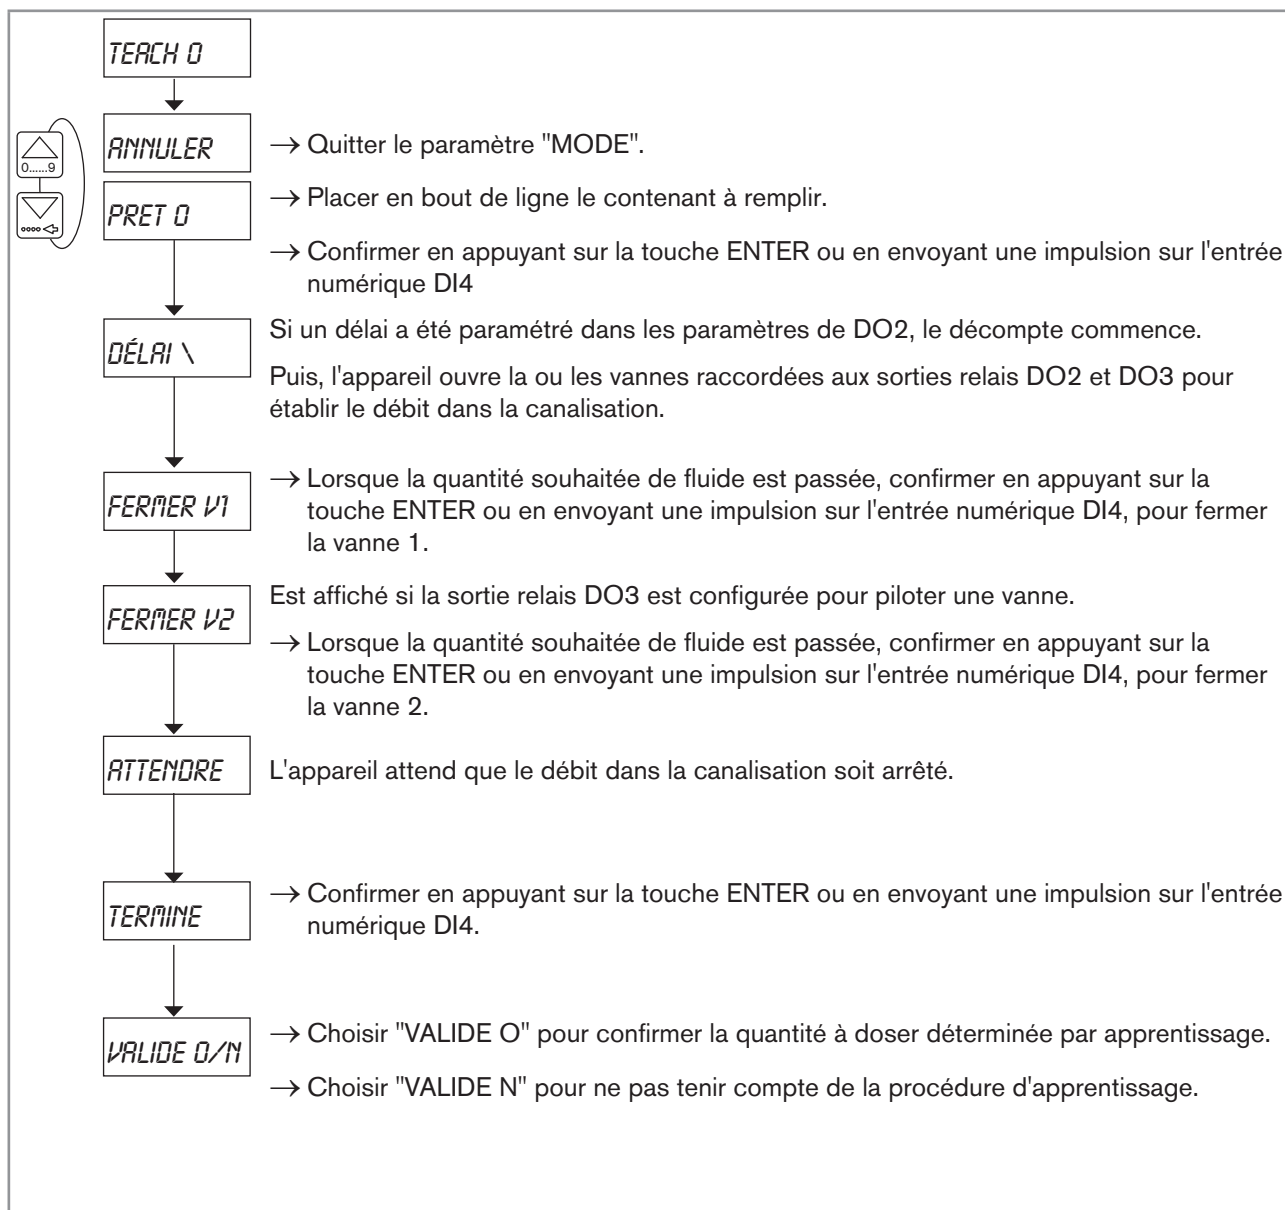 TEACH O
ANNULER
→ Quitter le paramètre "MODE".
0......9
PRET O
→ Placer en bout de ligne le contenant à remplir.
→ Confirmer en appuyant sur la touche ENTER ou en envoyant une impulsion sur l'entrée
numérique DI4
DÉLAI \
Si un délai a été paramétré dans les paramètres de DO2, le décompte commence.
Puis, l'appareil ouvre la ou les vannes raccordées aux sorties relais DO2 et DO3 pour
établir le débit dans la canalisation.
FERMER V1
→ Lorsque la quantité souhaitée de fluide est passée, confirmer en appuyant sur la
touche ENTER ou en envoyant une impulsion sur l'entrée numérique DI4, pour fermer
la vanne 1.
FERMER V2
Est affiché si la sortie relais DO3 est configurée pour piloter une vanne.
→ Lorsque la quantité souhaitée de fluide est passée, confirmer en appuyant sur la
touche ENTER ou en envoyant une impulsion sur l'entrée numérique DI4, pour fermer
la vanne 2.
ATTENDRE
L'appareil attend que le débit dans la canalisation soit arrêté.
TERMINE
→ Confirmer en appuyant sur la touche ENTER ou en envoyant une impulsion sur l'entrée
numérique DI4.
VALIDE O/N
→ Choisir "VALIDE O" pour confirmer la quantité à doser déterminée par apprentissage.
→ Choisir "VALIDE N" pour ne pas tenir compte de la procédure d'apprentissage.